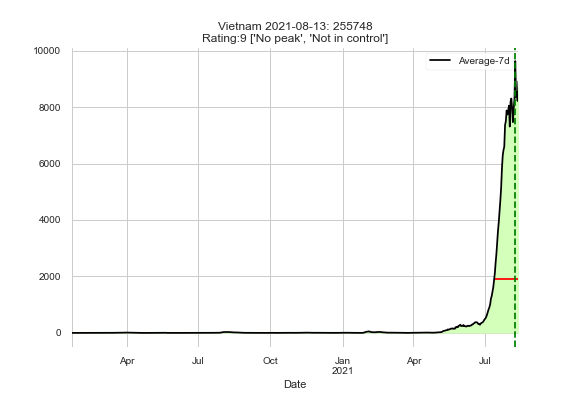 Vietnam 2021-08-13: 255748
Rating:9 ['No peak', 'Not in control']
Average-7d
10000
8000
6000
4000
2000
0
Apr
Jul
Oct
Jan
2021
Apr
Jul
Date